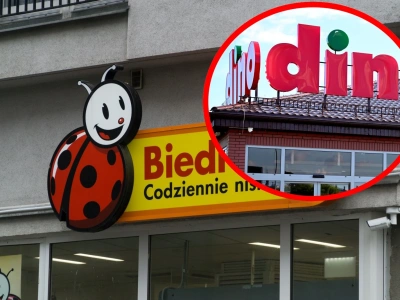 Biedr
Codziennie nis
dino
din